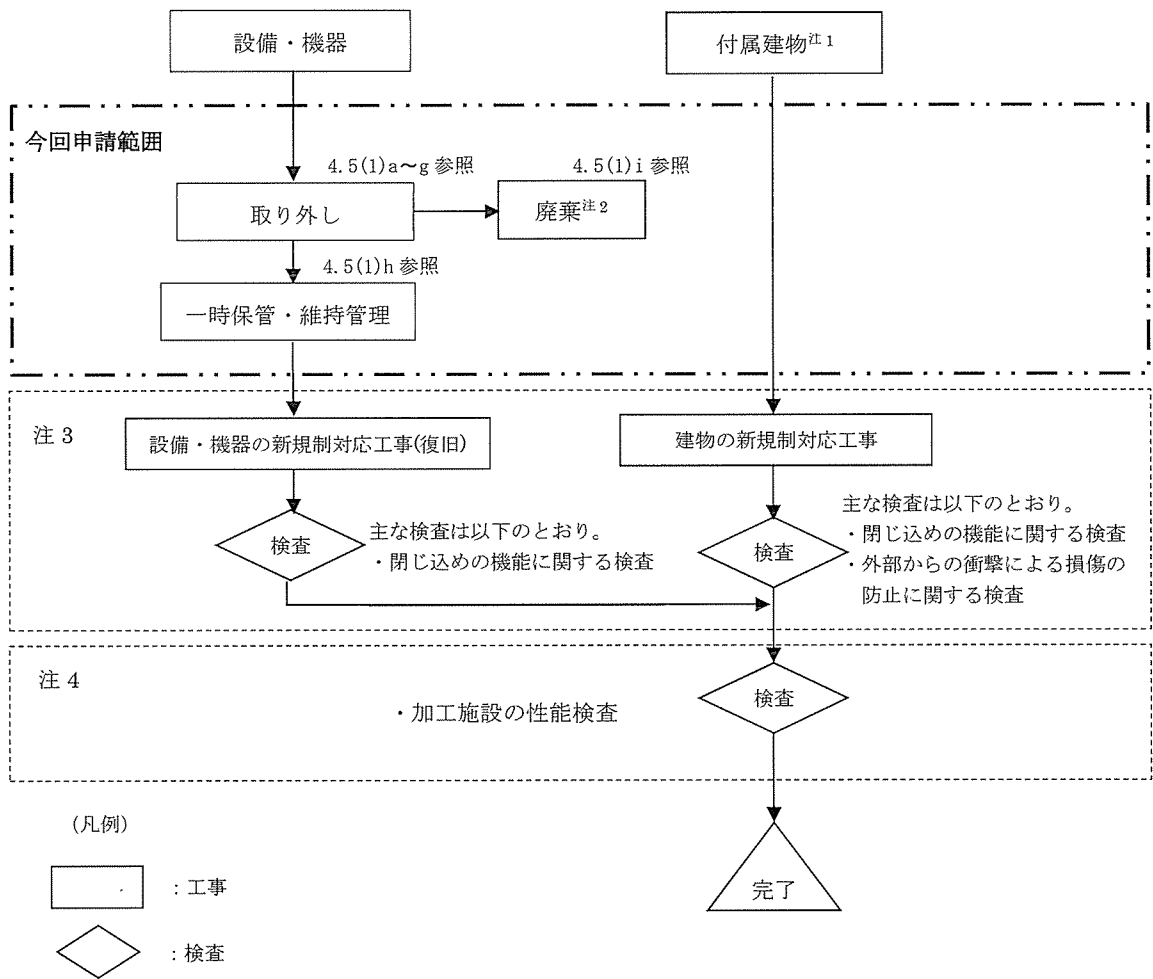 設備・機器
付属建物注1
今回申請範囲
4.5(1)a～g 参照
4.5(1)i 参照
取り外し
廃棄注2
4.5(1)h 参照
一時保管・維持管理
注 3
設備・機器の新規制対応工事(復旧)
建物の新規制対応工事
検査
主な検査は以下のとおり。
・閉じ込めの機能に関する検査
検査
主な検査は以下のとおり。
・閉じ込めの機能に関する検査
・外部からの衝撃による損傷の
防止に関する検査
注 4
・加工施設の性能検査
検査
完了
(凡例)
：工事
：検査